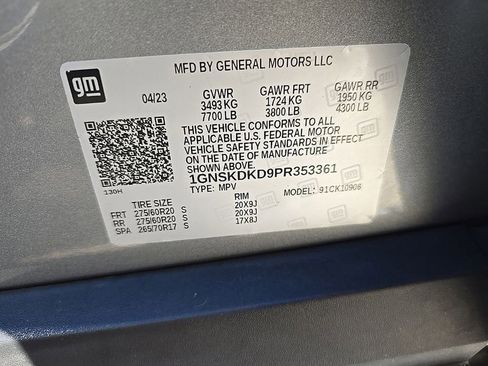 gm
MFD BY GENERAL MOTORS LLC
04/23 GVWR GAWR FRT GAWR RR
3493 KG 1724 KG 1950 KG
7700 LB 3800 LB 4300 LB
THIS VEHICLE CONFORMS TO ALL
APPLICABLE U.S. FEDERAL MOTOR
VEHICLE SAFETY STANDARDS IN EFFECT
ON THE DATE OF MANUFACTURE
SHOWN ABOVE.
1GNSKDKD9PR353361
130H TYPE: MPV MODEL: 91CK10906
TIRE SIZE RIM
FRT 275/60R20 S 20X9J
RR 275/60R20 S 20X9J
SPA 265/70R17 S 17X8J